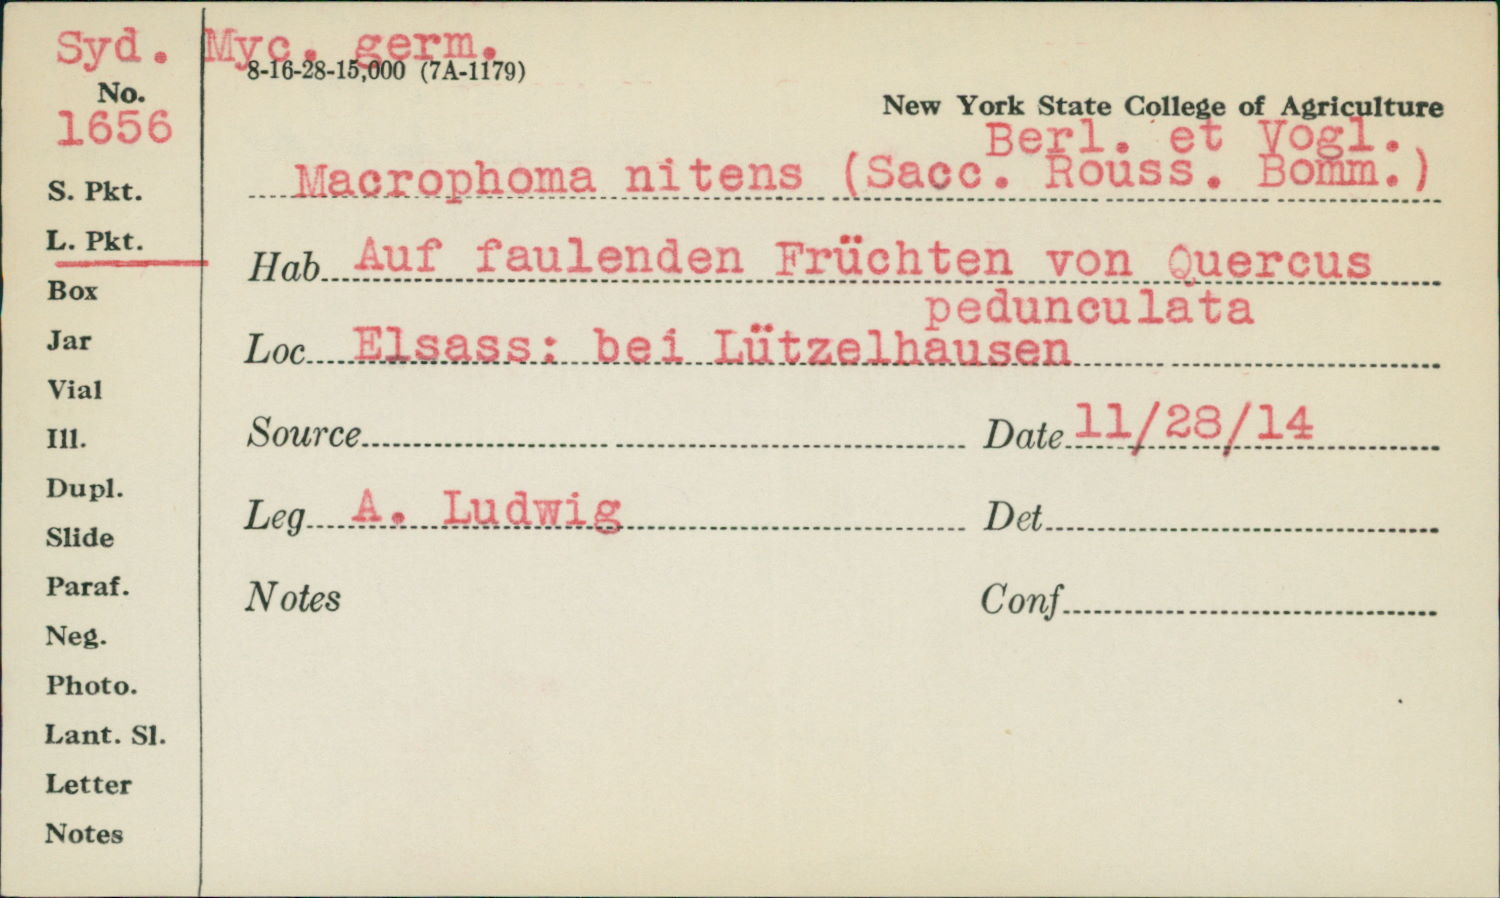 Syd. Myc. germ.
8-16-28-15,000 (7A-1179)
No.
1656
New York State College of Agriculture
Berl. et Vogl.
Macrophoma nitens (Sacc. Rouss. Bomm.)
S. Pkt.
L. Pkt.
Hab. Auf faulenden Früchten von Quercus
pedunculata
Box
Jar
Loc. Elsass: bei Lützelhausen
Vial
Ill.
Source
Date 11/28/14
Dupl.
Leg. A. Ludwig
Det.
Slide
Paraf.
Notes
Conf.
Neg.
Photo.
Lant. Sl.
Letter
Notes